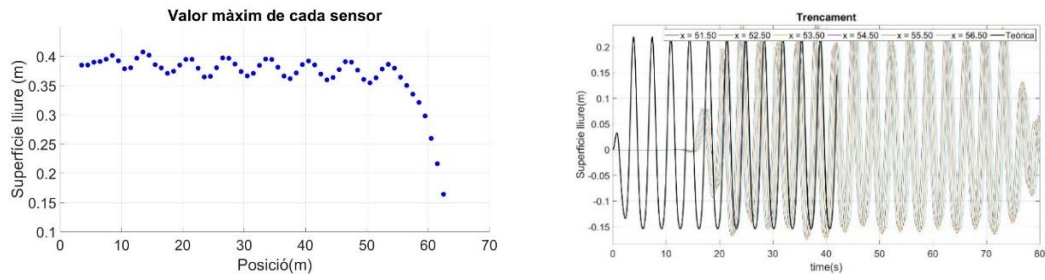 Valor màxim de cada sensor
Superfície lliure (m)
0.4
0.35
0.3
0.25
0.2
0.15
0.1
0 10 20 30 40 50 60 70
Posició(m)
Trencament
x = 51.50 x = 52.50 x = 53.50 x = 54.50 x = 55.50 x = 56.50 Teòrica
Superfície lliure(m)
0.2
0.15
0.1
0.05
0
-0.05
-0.1
-0.15
0 10 20 30 40 50 60 70 80
time(s)